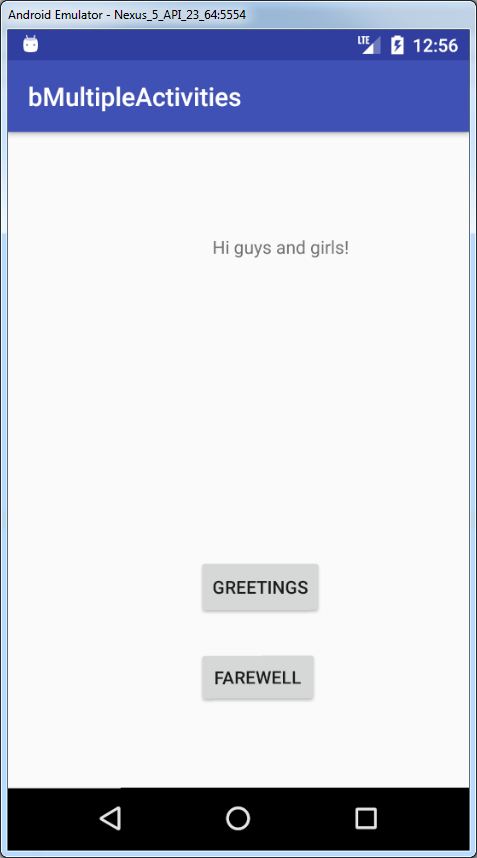 Android Emulator - Nexus_5_API_23_64:5554
LTE 12:56
bMultipleActivities
Hi guys and girls!
GREETINGS
FAREWELL